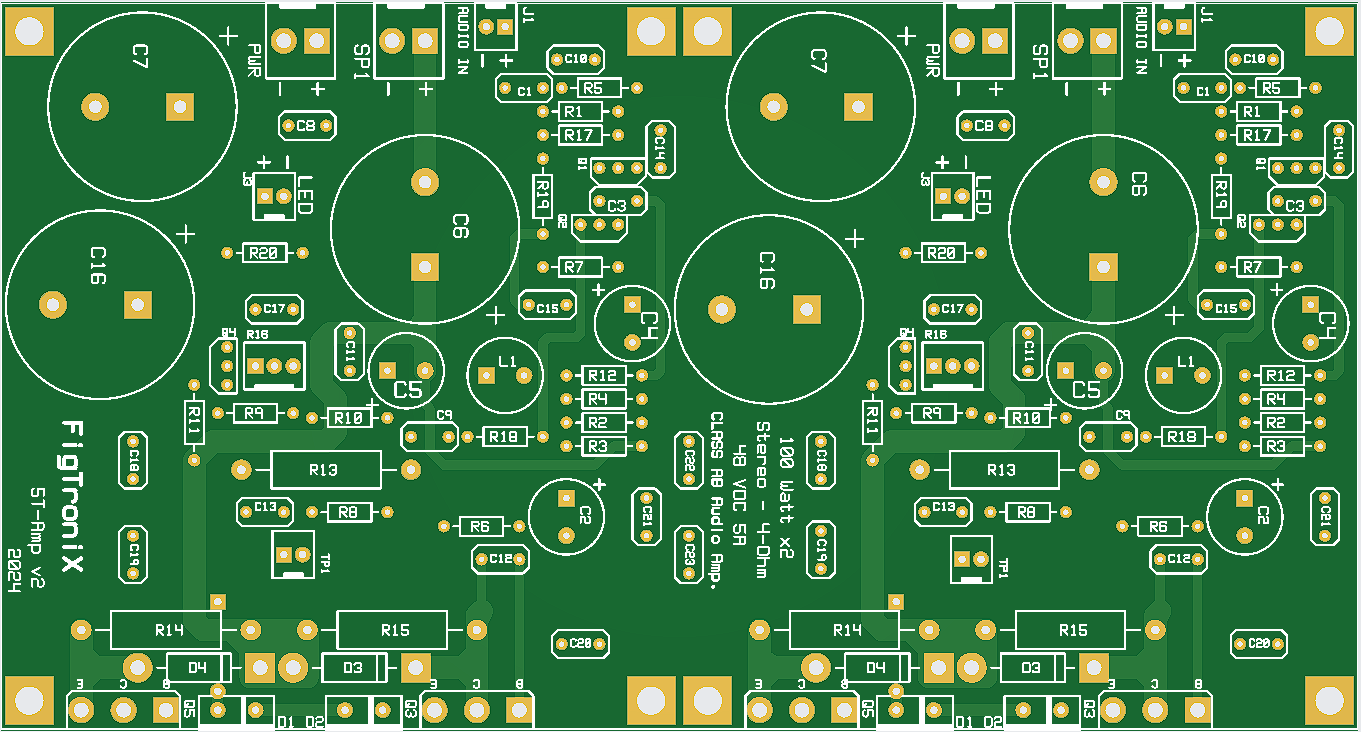 C7
+
PWR
- +
SP1
- +
AUDIO IN
- +
J1
C10
C1
R5
R1
R17
C14
Q1
R19
C3
Q2
R7
C8
+ -
J3
LED
C6
+
R20
C16
+
C17
C15
+
C4
Q4
R16
C11
C5
+
L1
R12
R4
R2
R3
R11
R9
R10
C9
R18
C18
R13
C13
R8
R6
C2
+
C21
C12
C19
TP1
FigTroniX
ST-Amp v2
2024
R14
R15
C20
D4
D3
E C B
Q5
D1 D2
Q3
E C B
C7
+
PWR
- +
SP1
- +
AUDIO IN
- +
J1
C10
C1
R5
R1
R17
C14
Q1
R19
C3
Q2
R7
C8
+ -
J3
LED
C6
+
R20
C16
+
C17
C15
+
C4
Q4
R16
C11
C5
+
L1
R12
R4
R2
R3
R11
R9
R10
C9
R18
C22
C18
R13
C13
R8
R6
C2
+
C21
C12
C23
C19
TP1
100 Watt x2
Stereo - 4-Ohm
48 VDC 5A
CLASS AB Audio Amp.
R14
R15
C20
D4
D3
E C B
Q5
D1 D2
Q3
E C B